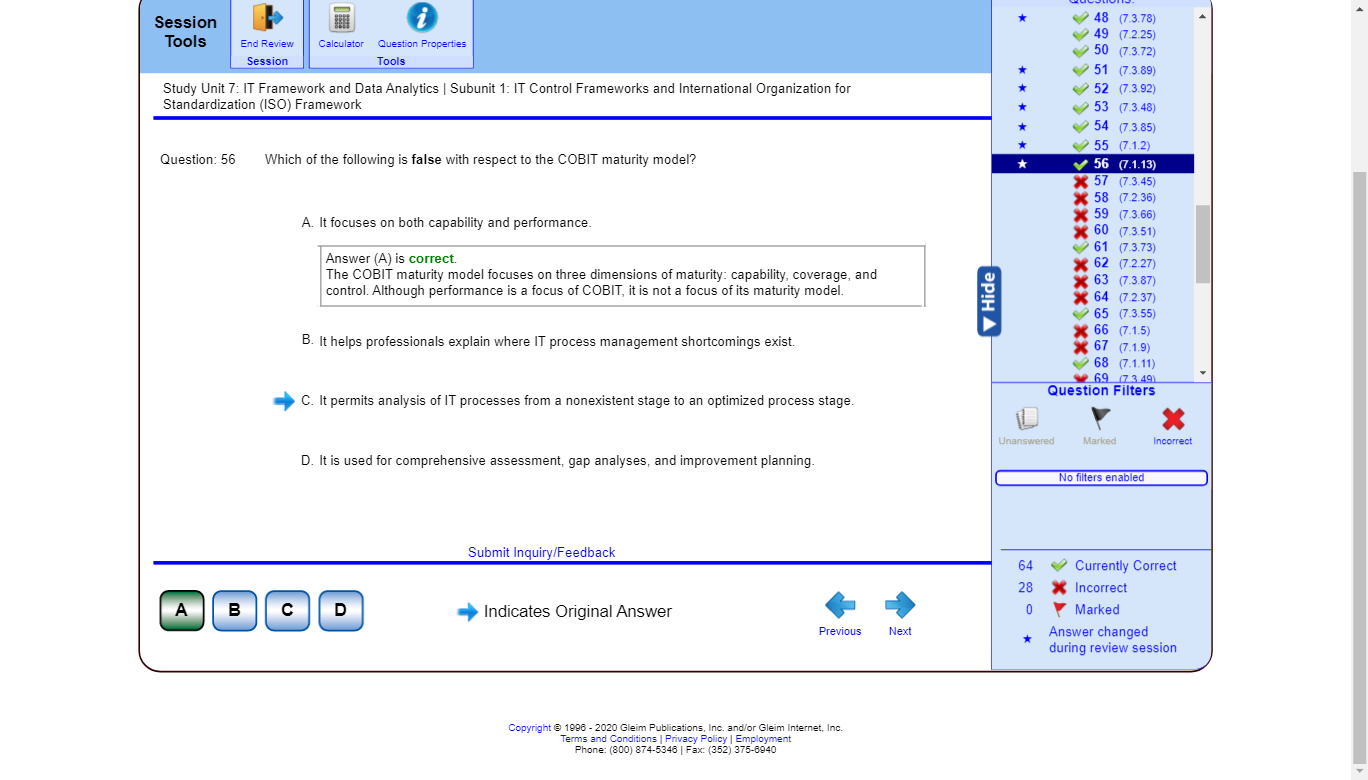 Session
Tools
End Review
Session
Calculator
Question Properties
Tools
Study Unit 7: IT Framework and Data Analytics | Subunit 1: IT Control Frameworks and International Organization for
Standardization (ISO) Framework
Question: 56
Which of the following is false with respect to the COBIT maturity model?
A. It focuses on both capability and performance.
Answer (A) is correct.
The COBIT maturity model focuses on three dimensions of maturity: capability, coverage, and
control. Although performance is a focus of COBIT, it is not a focus of its maturity model.
B. It helps professionals explain where IT process management shortcomings exist.
C. It permits analysis of IT processes from a nonexistent stage to an optimized process stage.
D. It is used for comprehensive assessment, gap analyses, and improvement planning.
Submit Inquiry/Feedback
A B C D
Indicates Original Answer
Previous
Next
Hide
Questions:
48 (7.3.78)
49 (7.2.25)
50 (7.3.72)
51 (7.3.89)
52 (7.3.92)
53 (7.3.48)
54 (7.3.85)
55 (7.1.2)
56 (7.1.13)
57 (7.3.45)
58 (7.2.36)
59 (7.3.66)
60 (7.3.51)
61 (7.3.73)
62 (7.2.27)
63 (7.3.87)
64 (7.2.37)
65 (7.3.55)
66 (7.1.5)
67 (7.1.9)
68 (7.1.11)
69 (7.3.49)
Question Filters
Unanswered
Marked
Incorrect
No filters enabled
64 Currently Correct
28 Incorrect
0 Marked
Answer changed
during review session
Copyright © 1996 - 2020 Gleim Publications, Inc. and/or Gleim Internet, Inc.
Terms and Conditions | Privacy Policy | Employment
Phone: (800) 874-5346 | Fax: (352) 375-6940